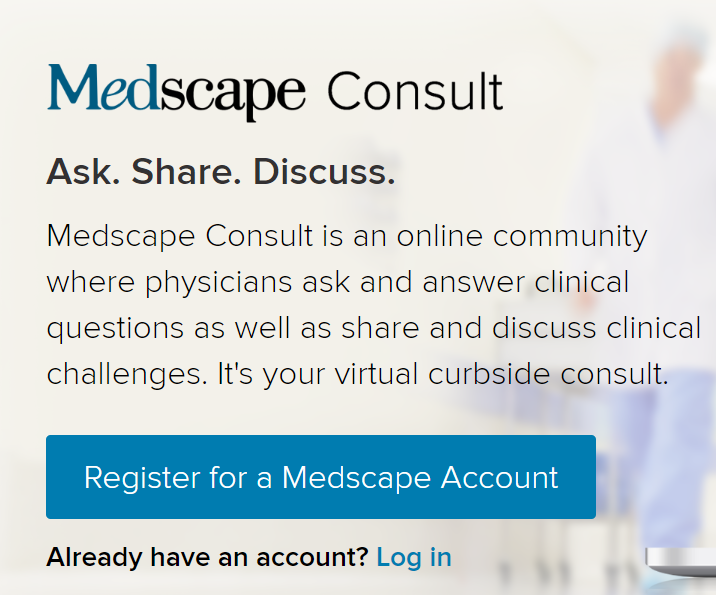 Medscape Consult
Ask. Share. Discuss.
Medscape Consult is an online community
where physicians ask and answer clinical
questions as well as share and discuss clinical
challenges. It's your virtual curbside consult.
Register for a Medscape Account
Already have an account? Log in